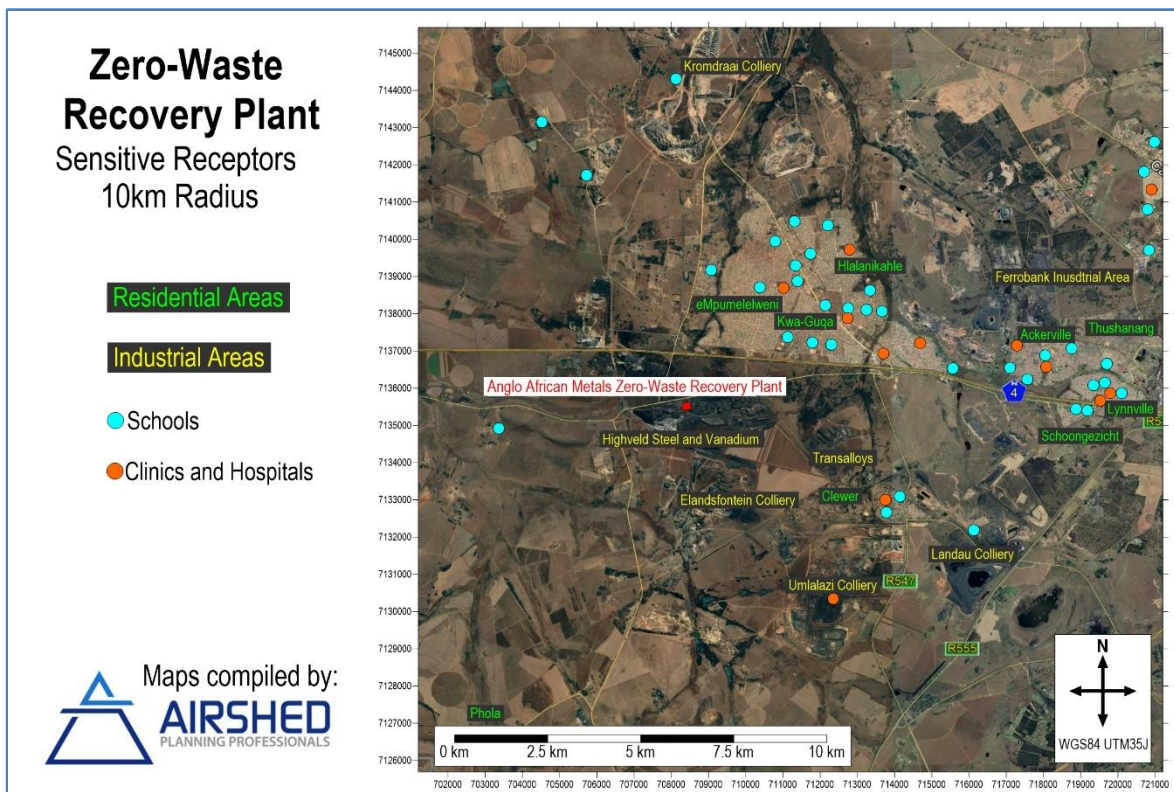 Zero-Waste
Recovery Plant
Sensitive Receptors
10km Radius
Residential Areas
Industrial Areas
Schools
Clinics and Hospitals
Maps compiled by:
AIRSHED
PLANNING PROFESSIONALS
7145000
7144000
7143000
7142000
7141000
7140000
7139000
7138000
7137000
7136000
7135000
7134000
7133000
7132000
7131000
7130000
7129000
7128000
7127000
7126000
Kromdraai Colliery
Hlalanikahle
Ferrobank Inusdtrial Area
eMpumelelweni
Kwa-Guqa
Ackerville
Thushanang
Anglo African Metals Zero-Waste Recovery Plant
4
Lynnville
R5
Highveld Steel and Vanadium
Schoongezicht
Transalloys
Elandsfontein Colliery
Clewer
Landau Colliery
Umlalazi Colliery
R547
R555
Phola
0 km
2.5 km
5 km
7.5 km
10 km
N
WGS84 UTM35J
702000
703000
704000
705000
706000
707000
708000
709000
710000
711000
712000
713000
714000
715000
716000
717000
718000
719000
720000
721000